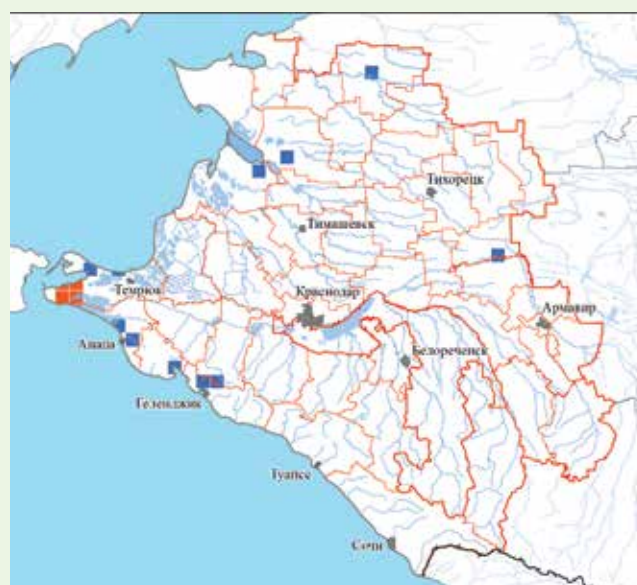 Тихорецк
Тимашевск
Темрюк
Краснодар
Армавир
Анапа
Белореченск
Геленджик
Туапсе
Сочи